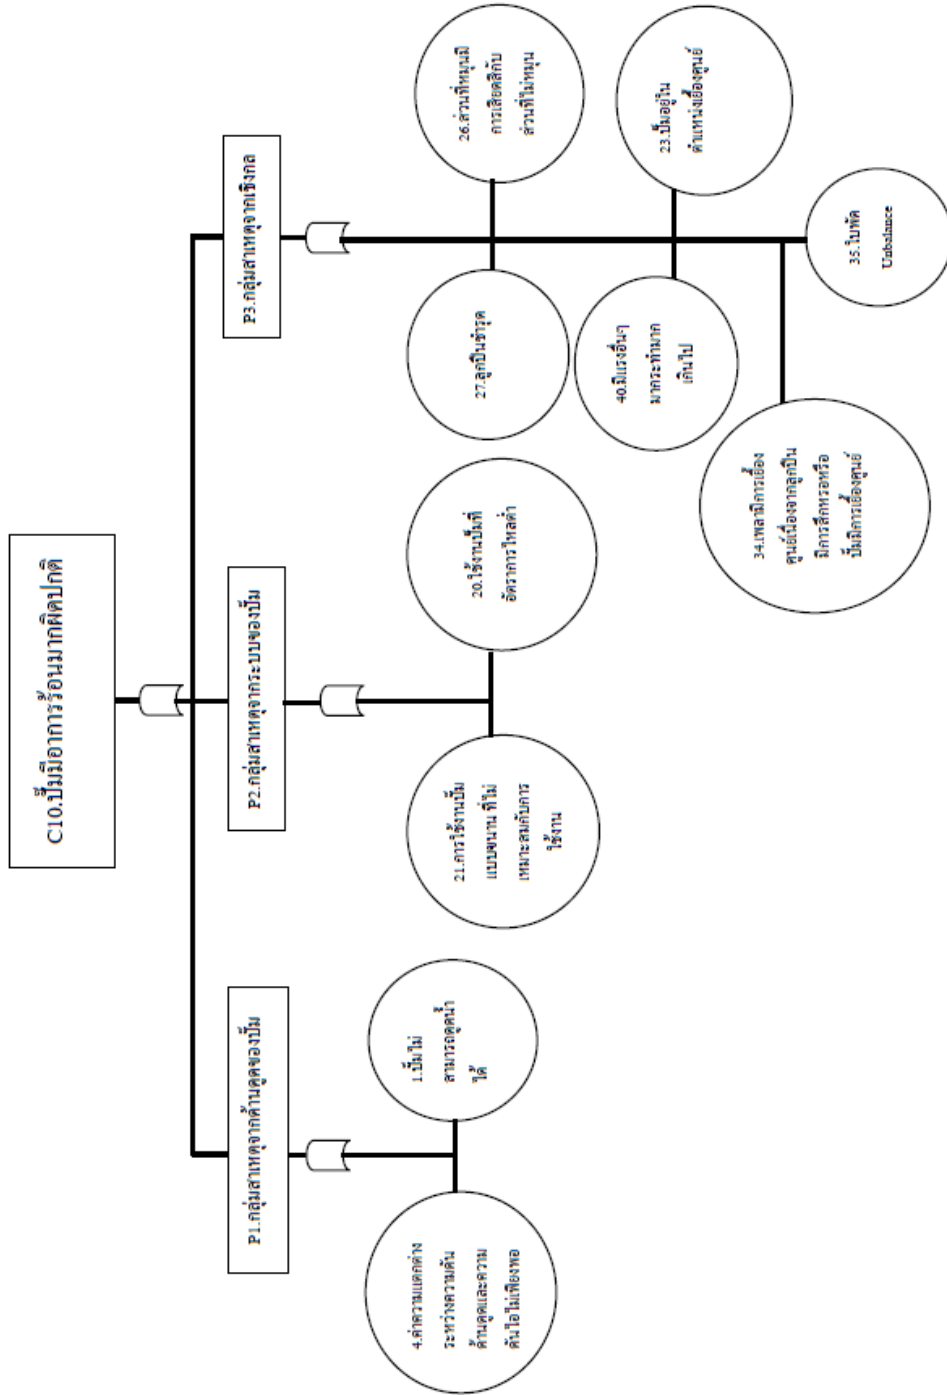 C10.ปั๊มมีอาการร้อนมากผิดปกติ
P1.กลุ่มสาเหตุจากด้านดูดของปั๊ม
P2.กลุ่มสาเหตุจากระบบของปั๊ม
P3.กลุ่มสาเหตุจากเชิงกล
4.ค่าความแตกต่าง
ระหว่างความดัน
ด้านดูดและความ
ดันไอไม่เพียงพอ
1.ปั๊มไม่
สามารถดูดน้ำ
ได้
21.การใช้งานปั๊ม
แบบขนาน ที่ไม่
เหมาะสมกับการ
ใช้งาน
20.ใช้งานปั๊มที่
อัตราการไหลต่ำ
27.ลูกปืนชำรุด
26.ส่วนที่หมุนมี
การเสียดสีกับ
ส่วนที่ไม่หมุน
40.มีแรงอื่นๆ
มากระทำมาก
เกินไป
23.ปั๊มอยู่ใน
ตำแหน่งเยื้องศูนย์
34.เพลามีการเยื้อง
ศูนย์เนื่องจากลูกปืน
มีการสึกหรอหรือ
ปั๊มมีการเยื้องศูนย์
35.ใบพัด
Unbalance